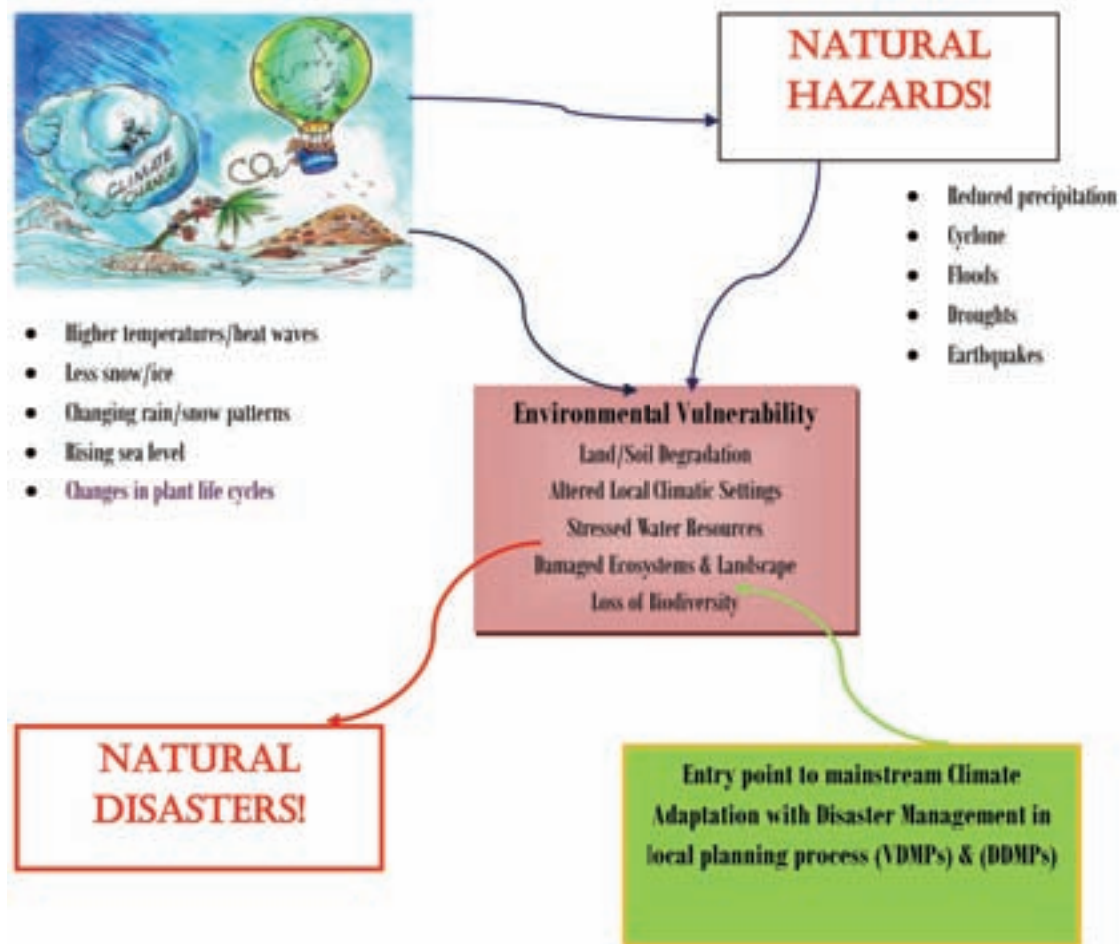 CLIMATE
CHANGE
CO2
NATURAL
HAZARDS!
• Reduced precipitation
• Cyclone
• Floods
• Droughts
• Earthquakes
• Higher temperatures/heat waves
• Less snow/ice
• Changing rain/snow patterns
• Rising sea level
• Changes in plant life cycles
Environmental Vulnerability
Land/Soil Degradation
Altered Local Climatic Settings
Stressed Water Resources
Damaged Ecosystems & Landscape
Loss of Biodiversity
NATURAL
DISASTERS!
Entry point to mainstream Climate
Adaptation with Disaster Management in
local planning process (VDMPs) & (DDMPs)